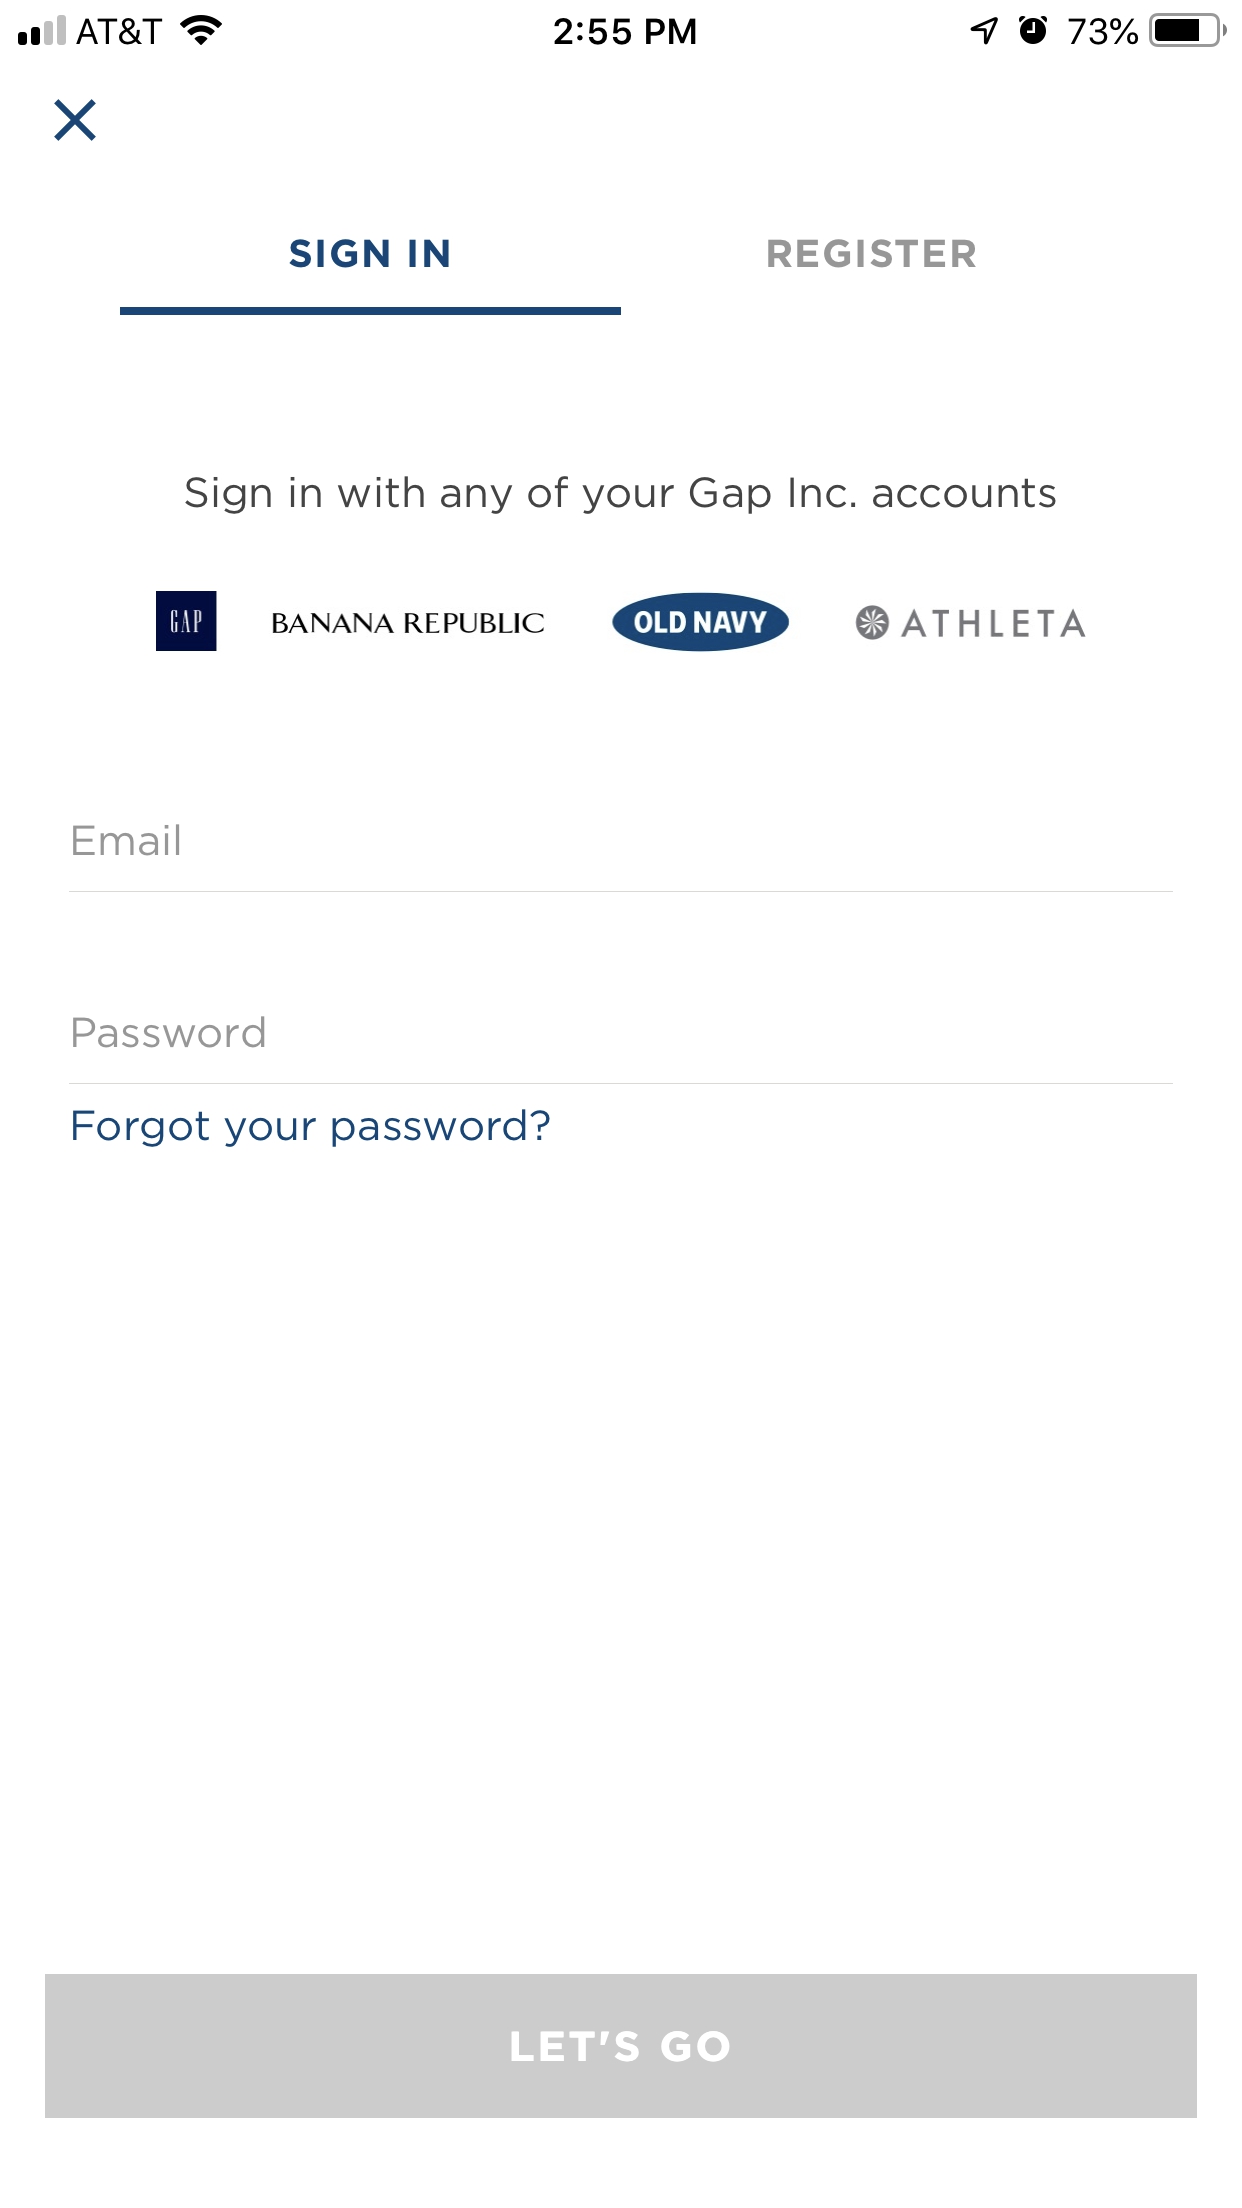 AT&T 2:55 PM 73%
SIGN IN REGISTER
Sign in with any of your Gap Inc. accounts
GAP BANANA REPUBLIC OLD NAVY ATHLETA
Email
Password
Forgot your password?
LET'S GO